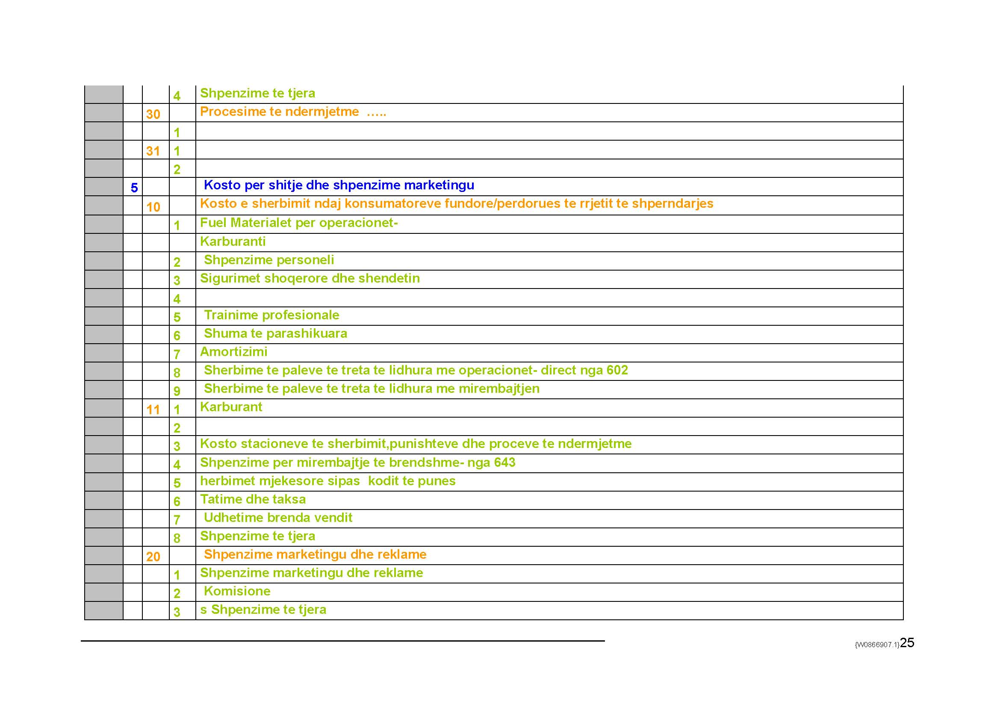 4 Shpenzime te tjera
30 Procesime te ndermjetme …..
1
31 1
2
5 Kosto per shitje dhe shpenzime marketingu
10 Kosto e sherbimit ndaj konsumatoreve fundore/perdorues te rrjetit te shperndarjes
1 Fuel Materialet per operacionet-
Karburanti
2 Shpenzime personeli
3 Sigurimet shoqerore dhe shendetin
4
5 Trainime profesionale
6 Shuma te parashikuara
7 Amortizimi
8 Sherbime te paleve te treta te lidhura me operacionet- direct nga 602
9 Sherbime te paleve te treta te lidhura me mirembajtjen
11 1 Karburant
2
3 Kosto stacioneve te sherbimit,punishteve dhe proceve te ndermjetme
4 Shpenzime per mirembajtje te brendshme- nga 643
5 herbimet mjekesore sipas kodit te punes
6 Tatime dhe taksa
7 Udhetime brenda vendit
8 Shpenzime te tjera
20 Shpenzime marketingu dhe reklame
1 Shpenzime marketingu dhe reklame
2 Komisione
3 s Shpenzime te tjera
{W0866907.1}25